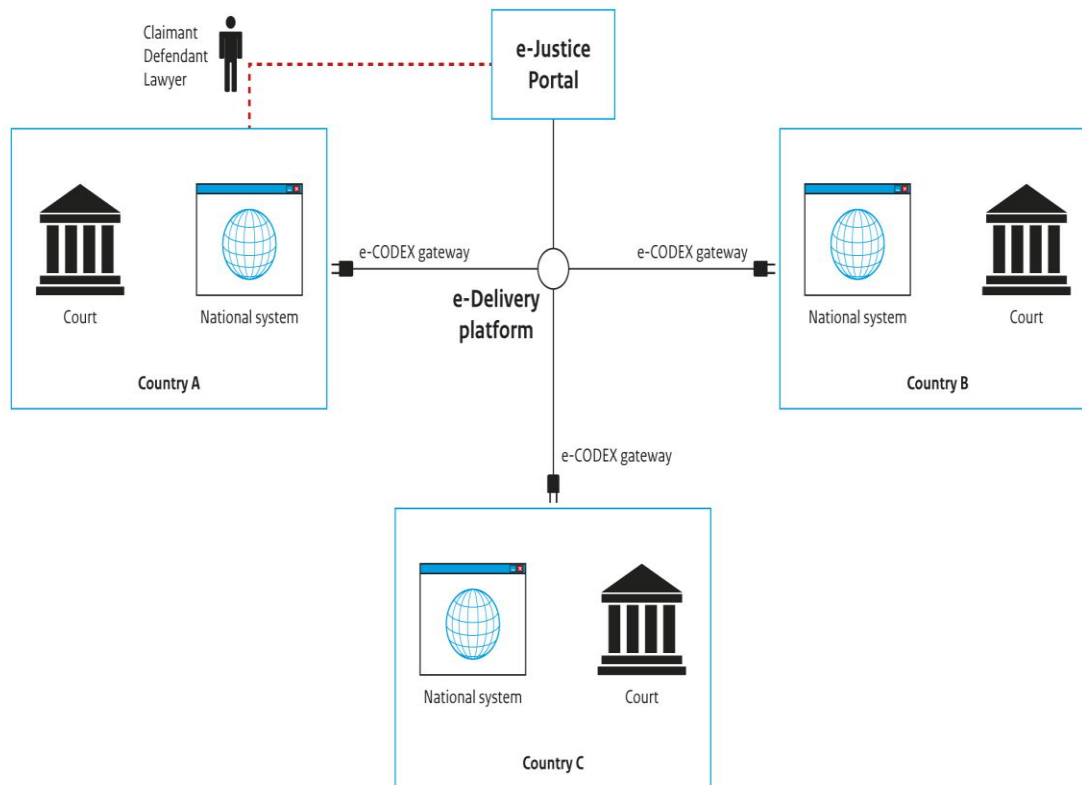 Claimant
Defendant
Lawyer
e-Justice
Portal
e-CODEX gateway
e-CODEX gateway
e-Delivery
platform
Court
National system
Country A
National system
Court
Country B
e-CODEX gateway
National system
Court
Country C